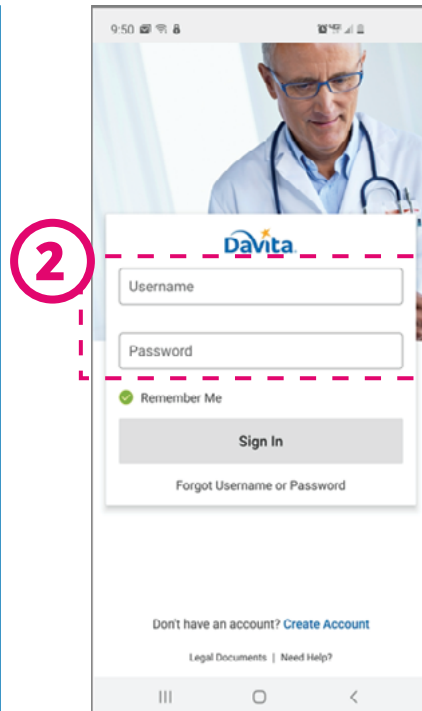 9:50
2
DaVita.
Username
Password
Remember Me
Sign In
Forgot Username or Password
Don't have an account? Create Account
Legal Documents | Need Help?